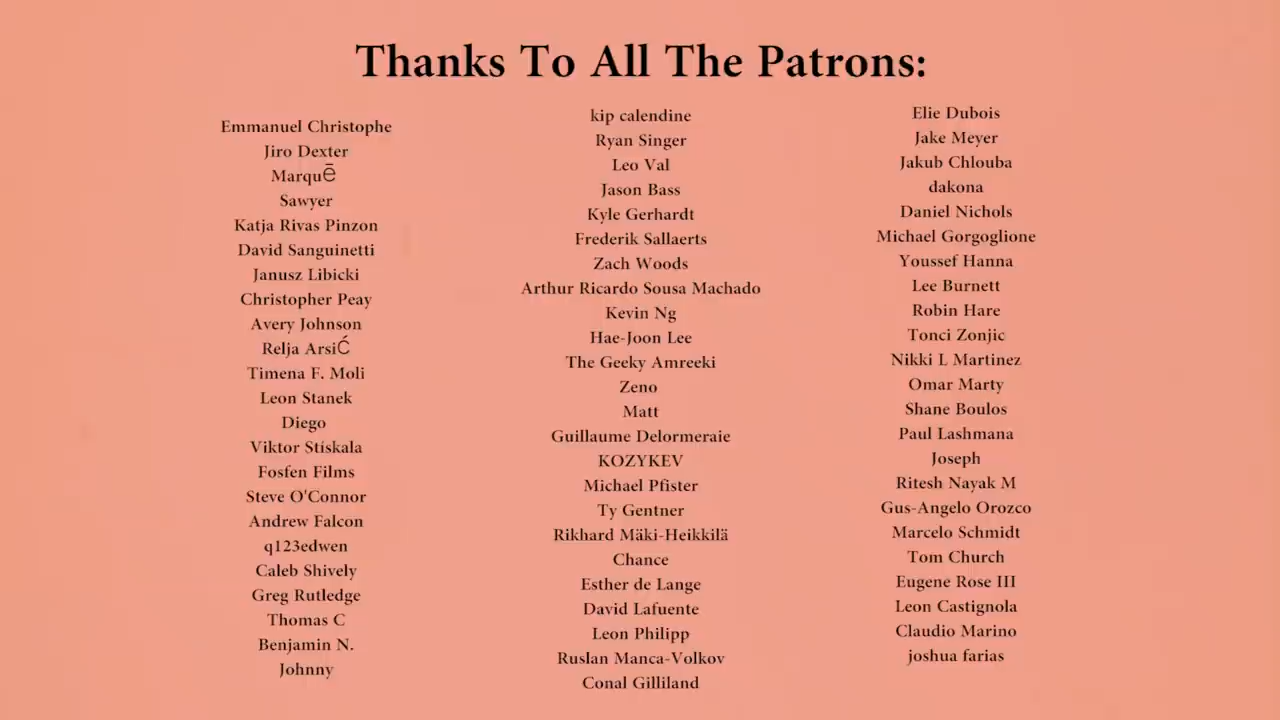 Thanks To All The Patrons:
Emmanuel Christophe
Jiro Dexter
Marquē
Sawyer
Katja Rivas Pinzon
David Sanguinetti
Janusz Libicki
Christopher Peay
Avery Johnson
Relja ArsiĆ
Timena F. Moli
Leon Stanek
Diego
Viktor Stískala
Fosfen Films
Steve O'Connor
Andrew Falcon
q123edwen
Caleb Shively
Greg Rutledge
Thomas C
Benjamin N.
Johnny
kip calendine
Ryan Singer
Leo Val
Jason Bass
Kyle Gerhardt
Frederik Sallaerts
Zach Woods
Arthur Ricardo Sousa Machado
Kevin Ng
Hae-Joon Lee
The Geeky Amreeki
Zeno
Matt
Guillaume Delormeraie
KOZYKEV
Michael Pfister
Ty Gentner
Rikhard Mäki-Heikkilä
Chance
Esther de Lange
David Lafuente
Leon Philipp
Ruslan Manca-Volkov
Conal Gilliland
Elie Dubois
Jake Meyer
Jakub Chlouba
dakona
Daniel Nichols
Michael Gorgoglione
Youssef Hanna
Lee Burnett
Robin Hare
Tonci Zonjic
Nikki L Martinez
Omar Marty
Shane Boulos
Paul Lashmana
Joseph
Ritesh Nayak M
Gus-Angelo Orozco
Marcelo Schmidt
Tom Church
Eugene Rose III
Leon Castignola
Claudio Marino
joshua farias